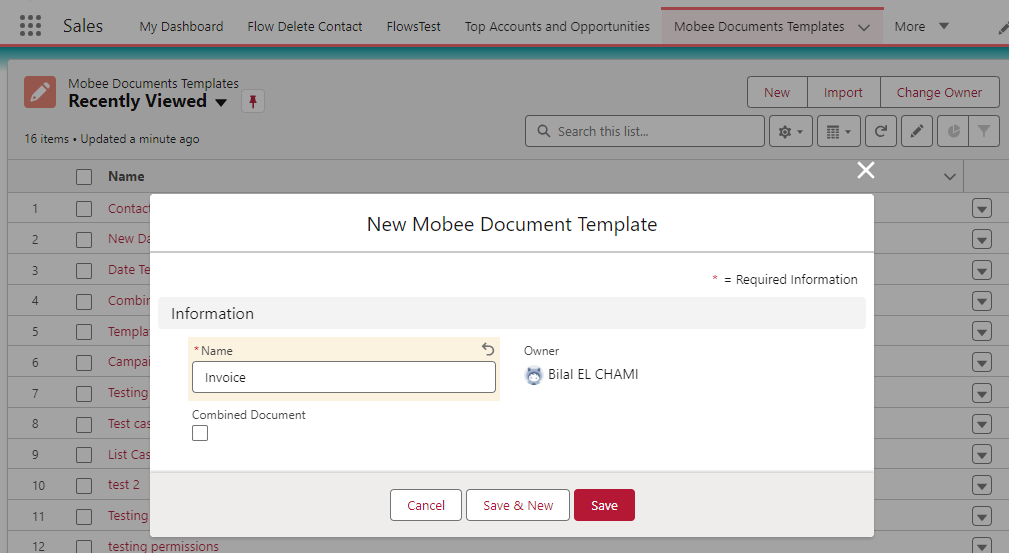 Sales My Dashboard Flow Delete Contact FlowsTest Top Accounts and Opportunities Mobee Documents Templates More
Mobee Documents Templates
Recently Viewed
New Import Change Owner
16 items • Updated a minute ago
Search this list...
Name
1 Contact
2 New Da
3 Date Te
4 Combin
5 Templa
6 Campai
7 Testing
8 Test cas
9 List Cas
10 test 2
11 Testing
12 testing permissions
New Mobee Document Template
* = Required Information
Information
* Name
Invoice
Owner
Bilal EL CHAMI
Combined Document
Cancel Save & New Save